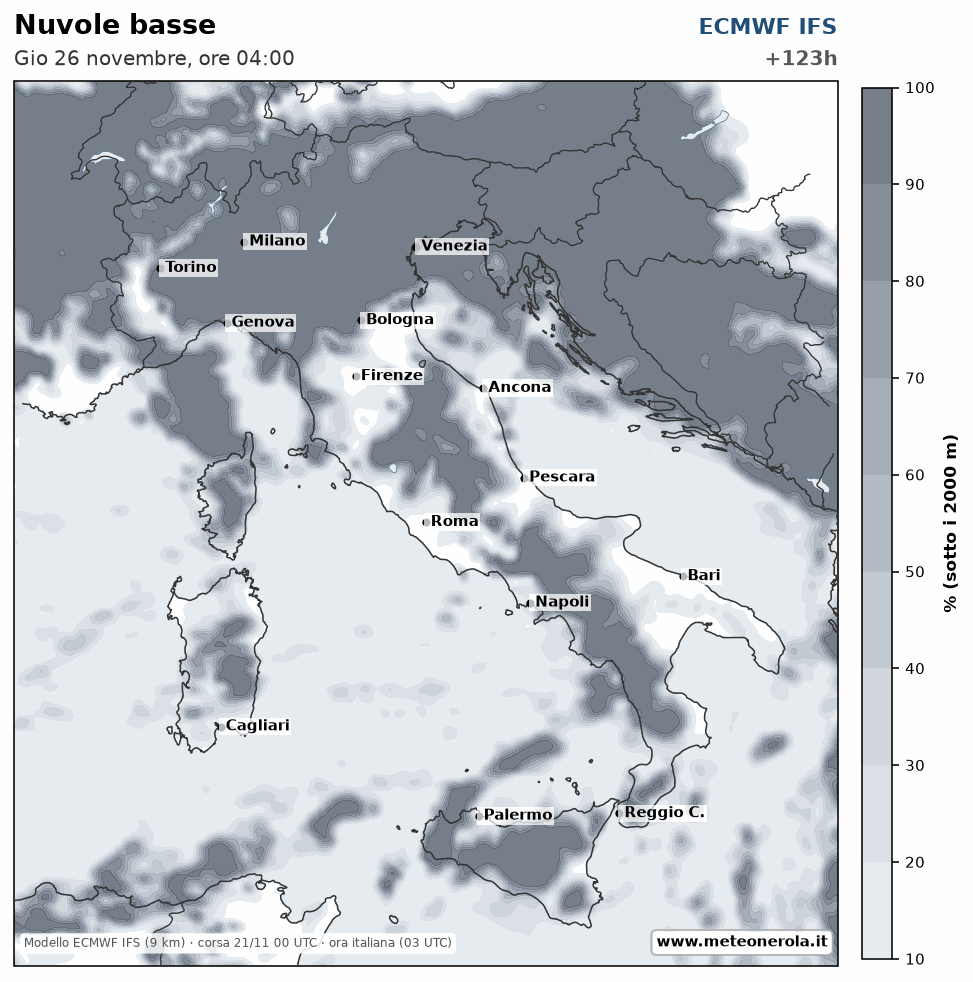 Nuvole basse
ECMWF IFS
Gio 26 novembre, ore 04:00
+123h
Milano
Venezia
Torino
Genova
Bologna
Firenze
Ancona
Pescara
Roma
Bari
Napoli
Cagliari
Palermo
Reggio C.
100
90
80
70
60
50
40
30
20
10
% (sotto i 2000 m)
Modello ECMWF IFS (9 km) · corsa 21/11 00 UTC · ora italiana (03 UTC)
www.meteonerola.it